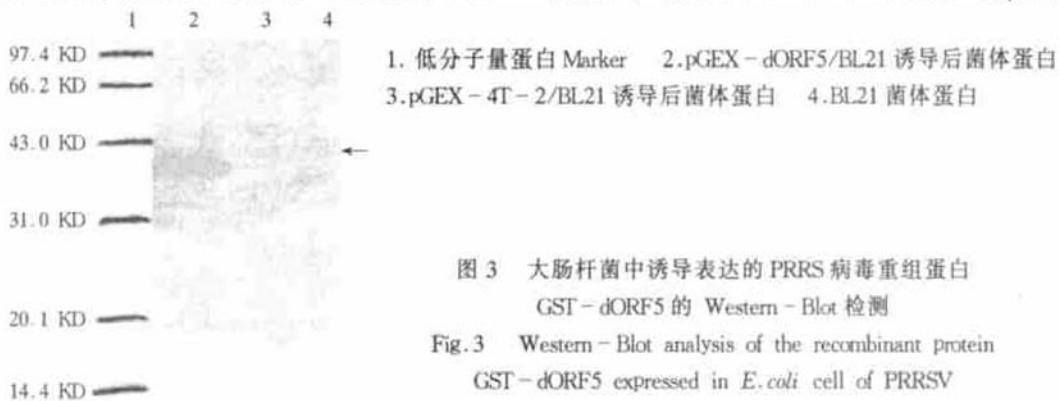 1 2 3 4
97.4 KD
66.2 KD
43.0 KD
31.0 KD
20.1 KD
14.4 KD
1. 低分子量蛋白 Marker 2.pGEX-dORF5/BL21 诱导后菌体蛋白
3.pGEX-4T-2/BL21 诱导后菌体蛋白 4.BL21 菌体蛋白
图 3 大肠杆菌中诱导表达的 PRRS 病毒重组蛋白
GST-dORF5 的 Western-Blot 检测
Fig.3 Western-Blot analysis of the recombinant protein
GST-dORF5 expressed in E.coli cell of PRRSV